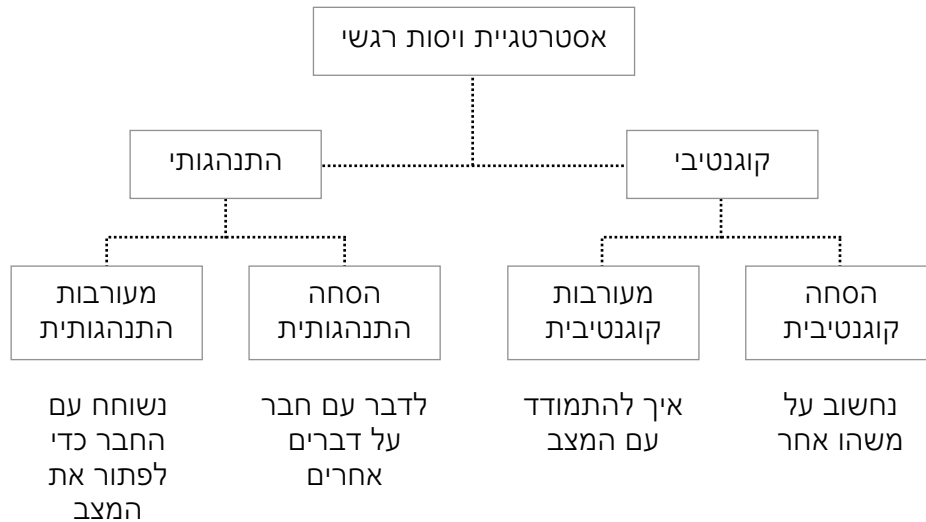 אסטרטגיית ויסות רגשי
קוגנטיבי
התנהגותי
הסחה
קוגנטיבית
מעורבות
קוגנטיבית
הסחה
התנהגותית
מעורבות
התנהגותית
נחשוב על
משהו אחר
איך להתמודד
עם המצב
לדבר עם חבר
על דברים
אחרים
נשוחח עם
החבר כדי
לפתור את
המצב